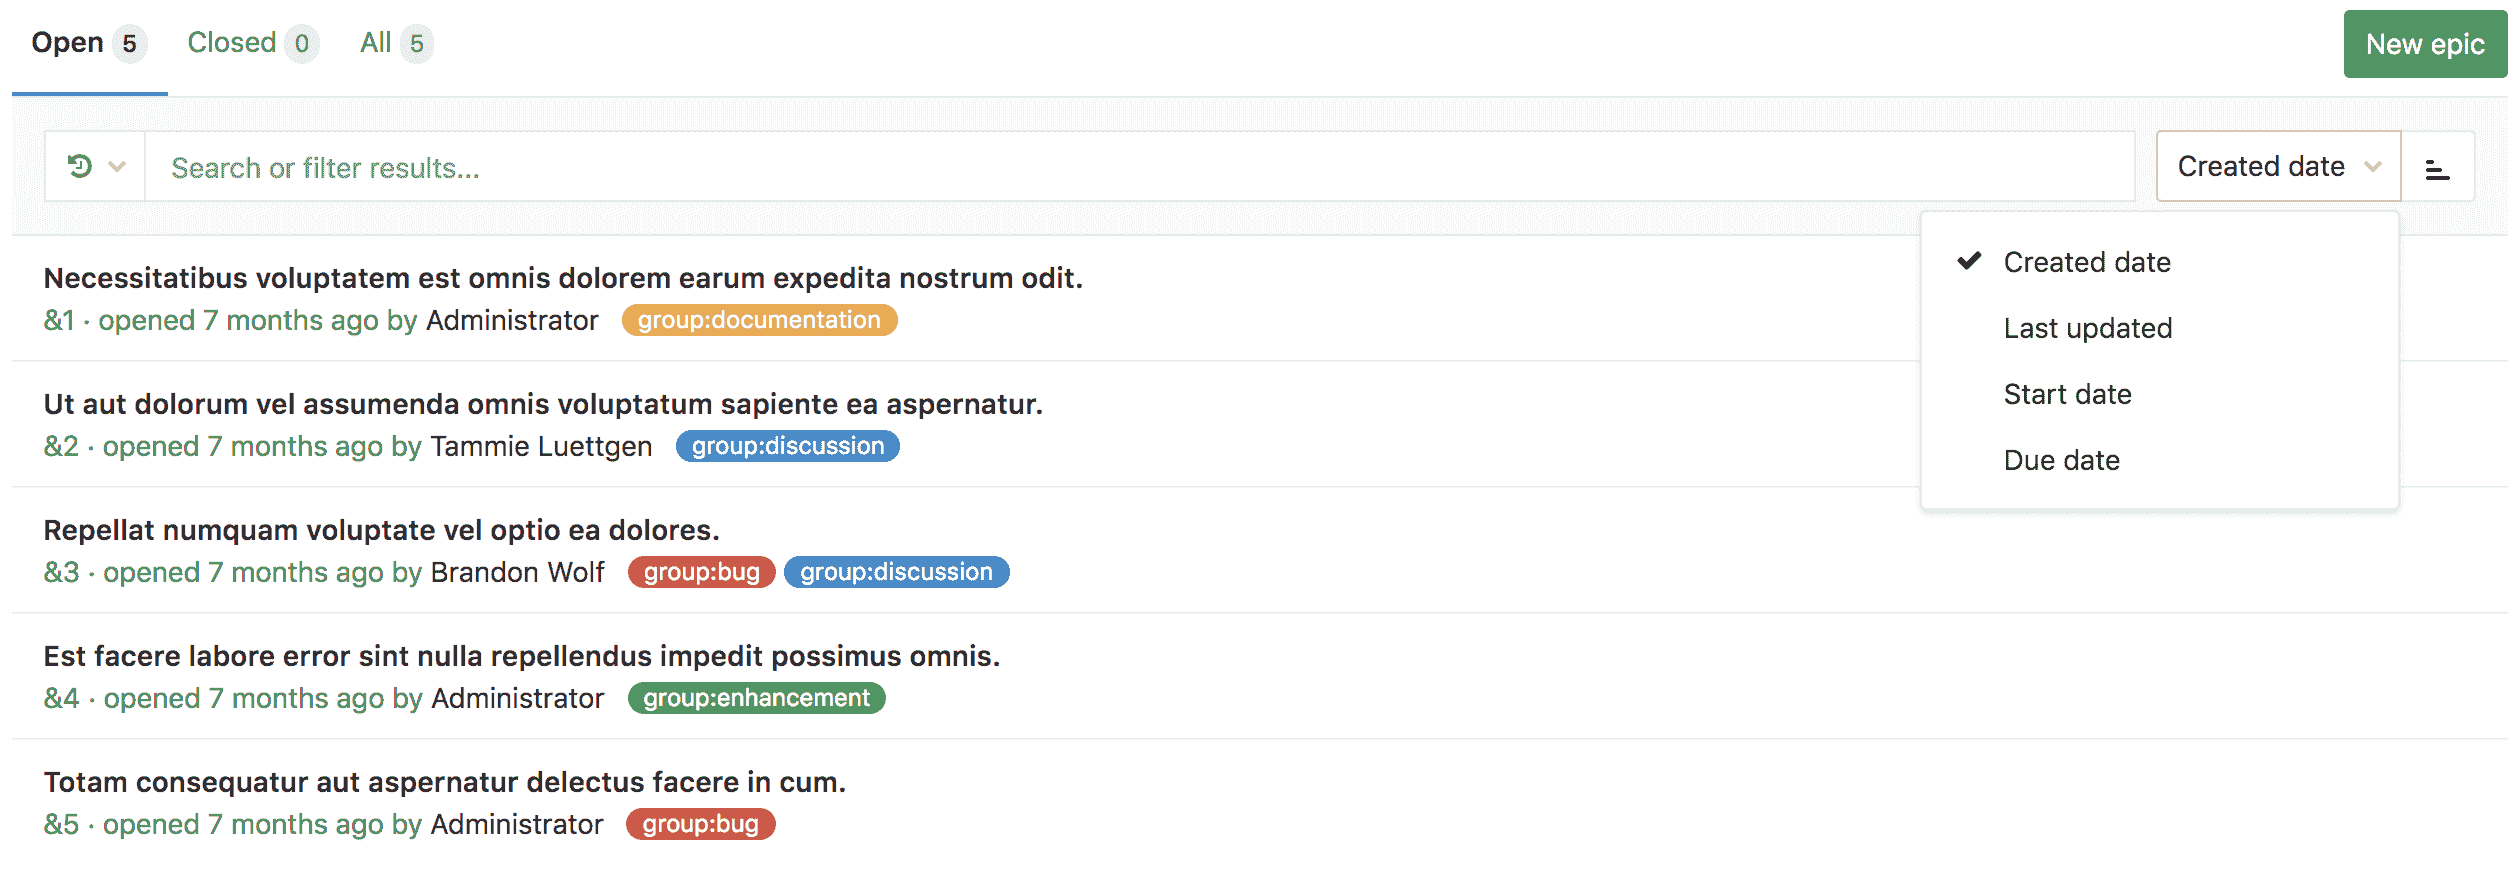 Open 5 Closed 0 All 5 New epic
Search or filter results... Created date
Created date
Last updated
Start date
Due date
Necessitatibus voluptatem est omnis dolorem earum expedita nostrum odit.
&1 · opened 7 months ago by Administrator group:documentation
Ut aut dolorum vel assumenda omnis voluptatum sapiente ea aspernatur.
&2 · opened 7 months ago by Tammie Luettgen group:discussion
Repellat numquam voluptate vel optio ea dolores.
&3 · opened 7 months ago by Brandon Wolf group:bug group:discussion
Est facere labore error sint nulla repellendus impedit possimus omnis.
&4 · opened 7 months ago by Administrator group:enhancement
Totam consequatur aut aspernatur delectus facere in cum.
&5 · opened 7 months ago by Administrator group:bug